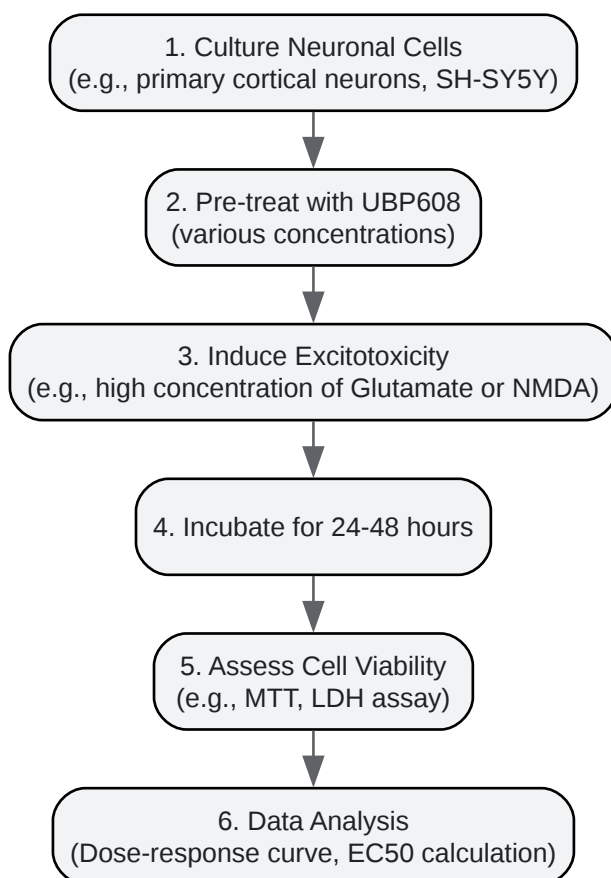 1. Culture Neuronal Cells
(e.g., primary cortical neurons, SH-SY5Y)
2. Pre-treat with UBP608
(various concentrations)
3. Induce Excitotoxicity
(e.g., high concentration of Glutamate or NMDA)
4. Incubate for 24-48 hours
5. Assess Cell Viability
(e.g., MTT, LDH assay)
6. Data Analysis
(Dose-response curve, EC50 calculation)